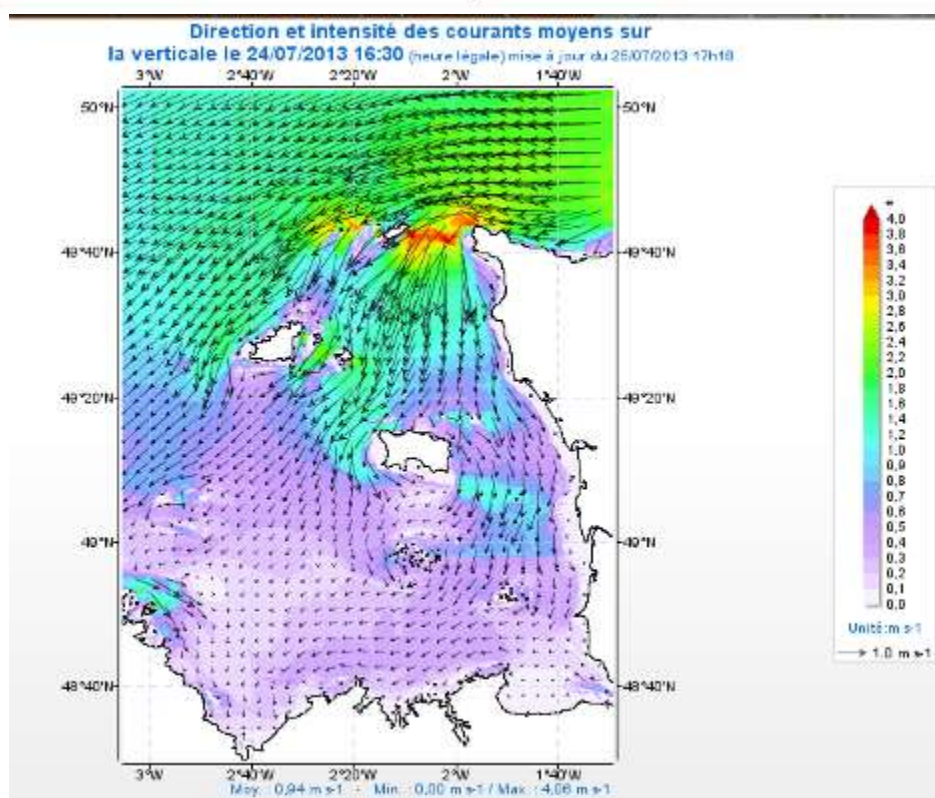 Direction et intensité des courants moyens sur
la verticale le 24/07/2013 16:30 (heure légale) mise à jour du 25/07/2013 17h18
3°W 2°40'W 2°20'W 2°W 1°40'W
50°N 50°N
49°40'N 49°40'N
49°20'N 49°20'N
49°N 49°N
48°40'N 48°40'N
3°W 2°40'W 2°20'W 2°W 1°40'W
Moy. : 0,94 m s-1 - Min. : 0,00 m s-1 / Max. : 4,06 m s-1
4,0
3,8
3,6
3,4
3,2
3,0
2,8
2,6
2,4
2,2
2,0
1,8
1,6
1,4
1,2
1,0
0,9
0,8
0,7
0,6
0,5
0,4
0,3
0,2
0,1
0,0
Unité:m s-1
1.0 m s-1